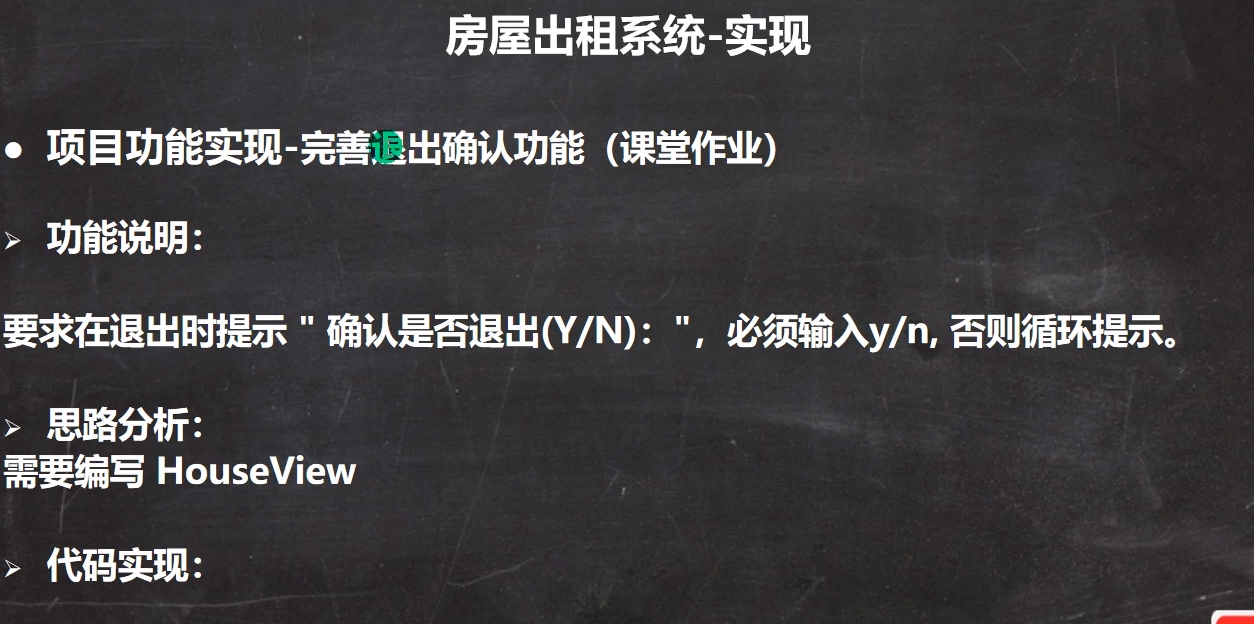 房屋出租系统-实现
● 项目功能实现-完善退出确认功能（课堂作业）
➢ 功能说明：
要求在退出时提示 " 确认是否退出(Y/N)： "，必须输入y/n, 否则循环提示。
➢ 思路分析：
需要编写 HouseView
➢ 代码实现：